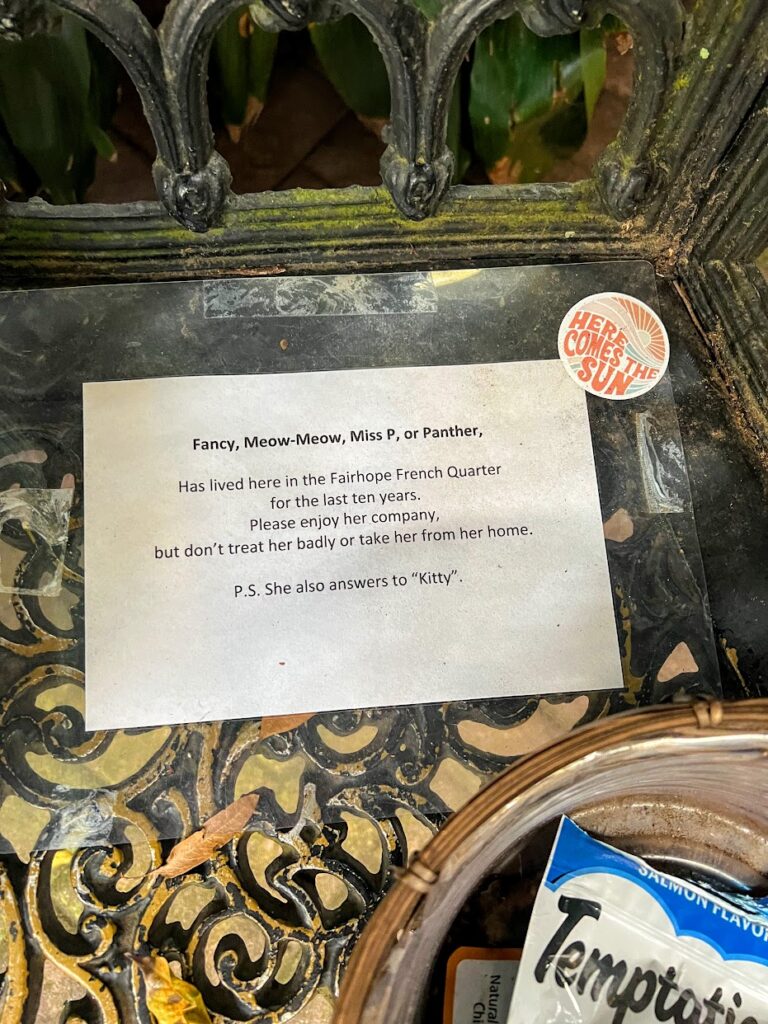 HERE
COMES THE
SUN
Fancy, Meow-Meow, Miss P, or Panther,
Has lived here in the Fairhope French Quarter
for the last ten years.
Please enjoy her company,
but don't treat her badly or take her from her home.
P.S. She also answers to “Kitty”.
SALMON FLAVOR
Temptatio
Natural